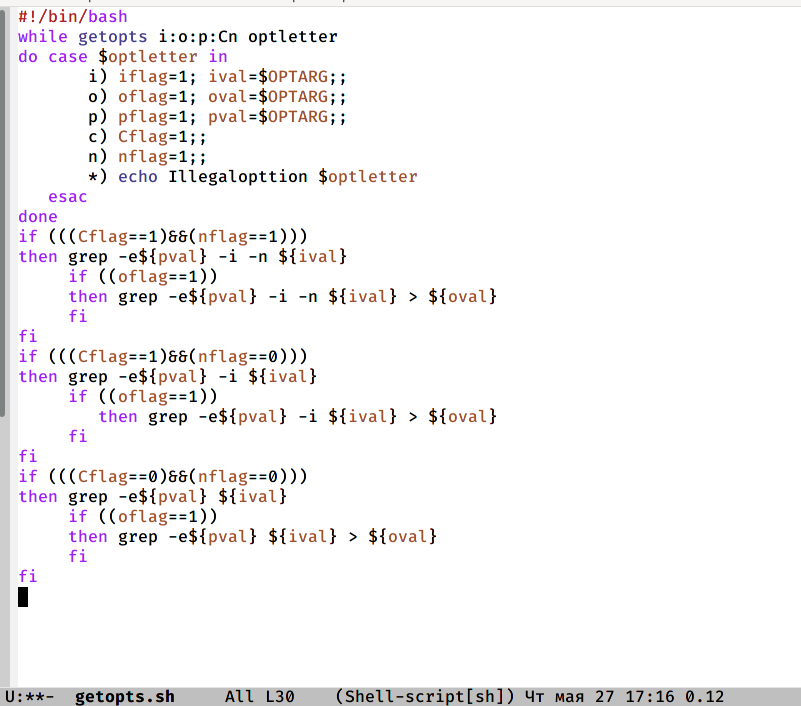 #!/bin/bash
while getopts i:o:p:Cn optletter
do case $optletter in
       i) iflag=1; ival=$OPTARG;;
       o) oflag=1; oval=$OPTARG;;
       p) pflag=1; pval=$OPTARG;;
       c) Cflag=1;;
       n) nflag=1;;
       *) echo Illegalopttion $optletter
   esac
done
if (((Cflag==1)&&(nflag==1)))
then grep -e${pval} -i -n ${ival}
     if ((oflag==1))
     then grep -e${pval} -i -n ${ival} > ${oval}
     fi
fi
if (((Cflag==1)&&(nflag==0)))
then grep -e${pval} -i ${ival}
     if ((oflag==1))
        then grep -e${pval} -i ${ival} > ${oval}
     fi
fi
if (((Cflag==0)&&(nflag==0)))
then grep -e${pval} ${ival}
     if ((oflag==1))
     then grep -e${pval} ${ival} > ${oval}
     fi
fi
U:**-  getopts.sh     All L30    (Shell-script[sh]) Чт мая 27 17:16 0.12